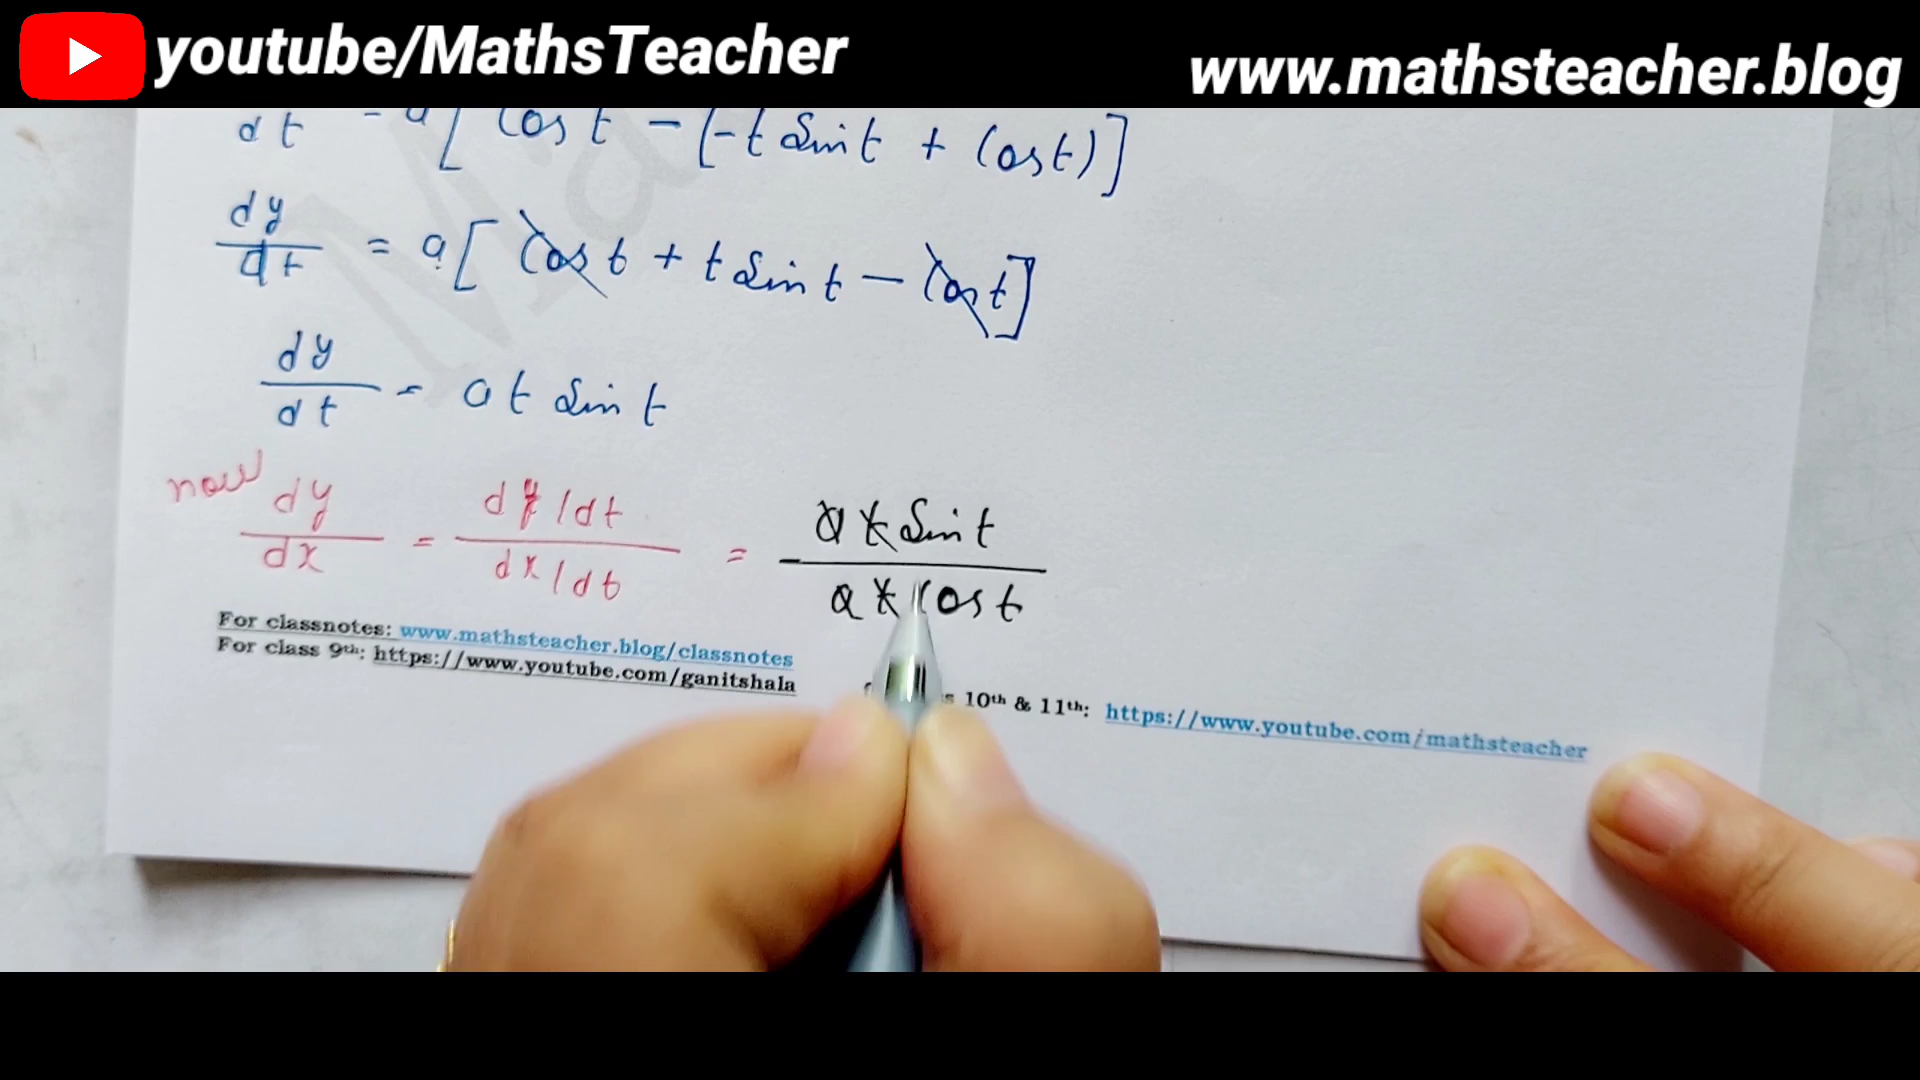 youtube/MathsTeacher
www.mathsteacher.blog
dt = a[ Cos t - [-t Sin t + Cos t)]
dy/dt = a[ Cos t + t Sin t - Cos t]
dy/dt = a t Sin t
now dy/dx = dy/dt / dx/dt = a t Sin t / a t Cos t
For classnotes: www.mathsteacher.blog/classnotes
For class 9th: https://www.youtube.com/ganitshala
10th & 11th: https://www.youtube.com/mathsteacher